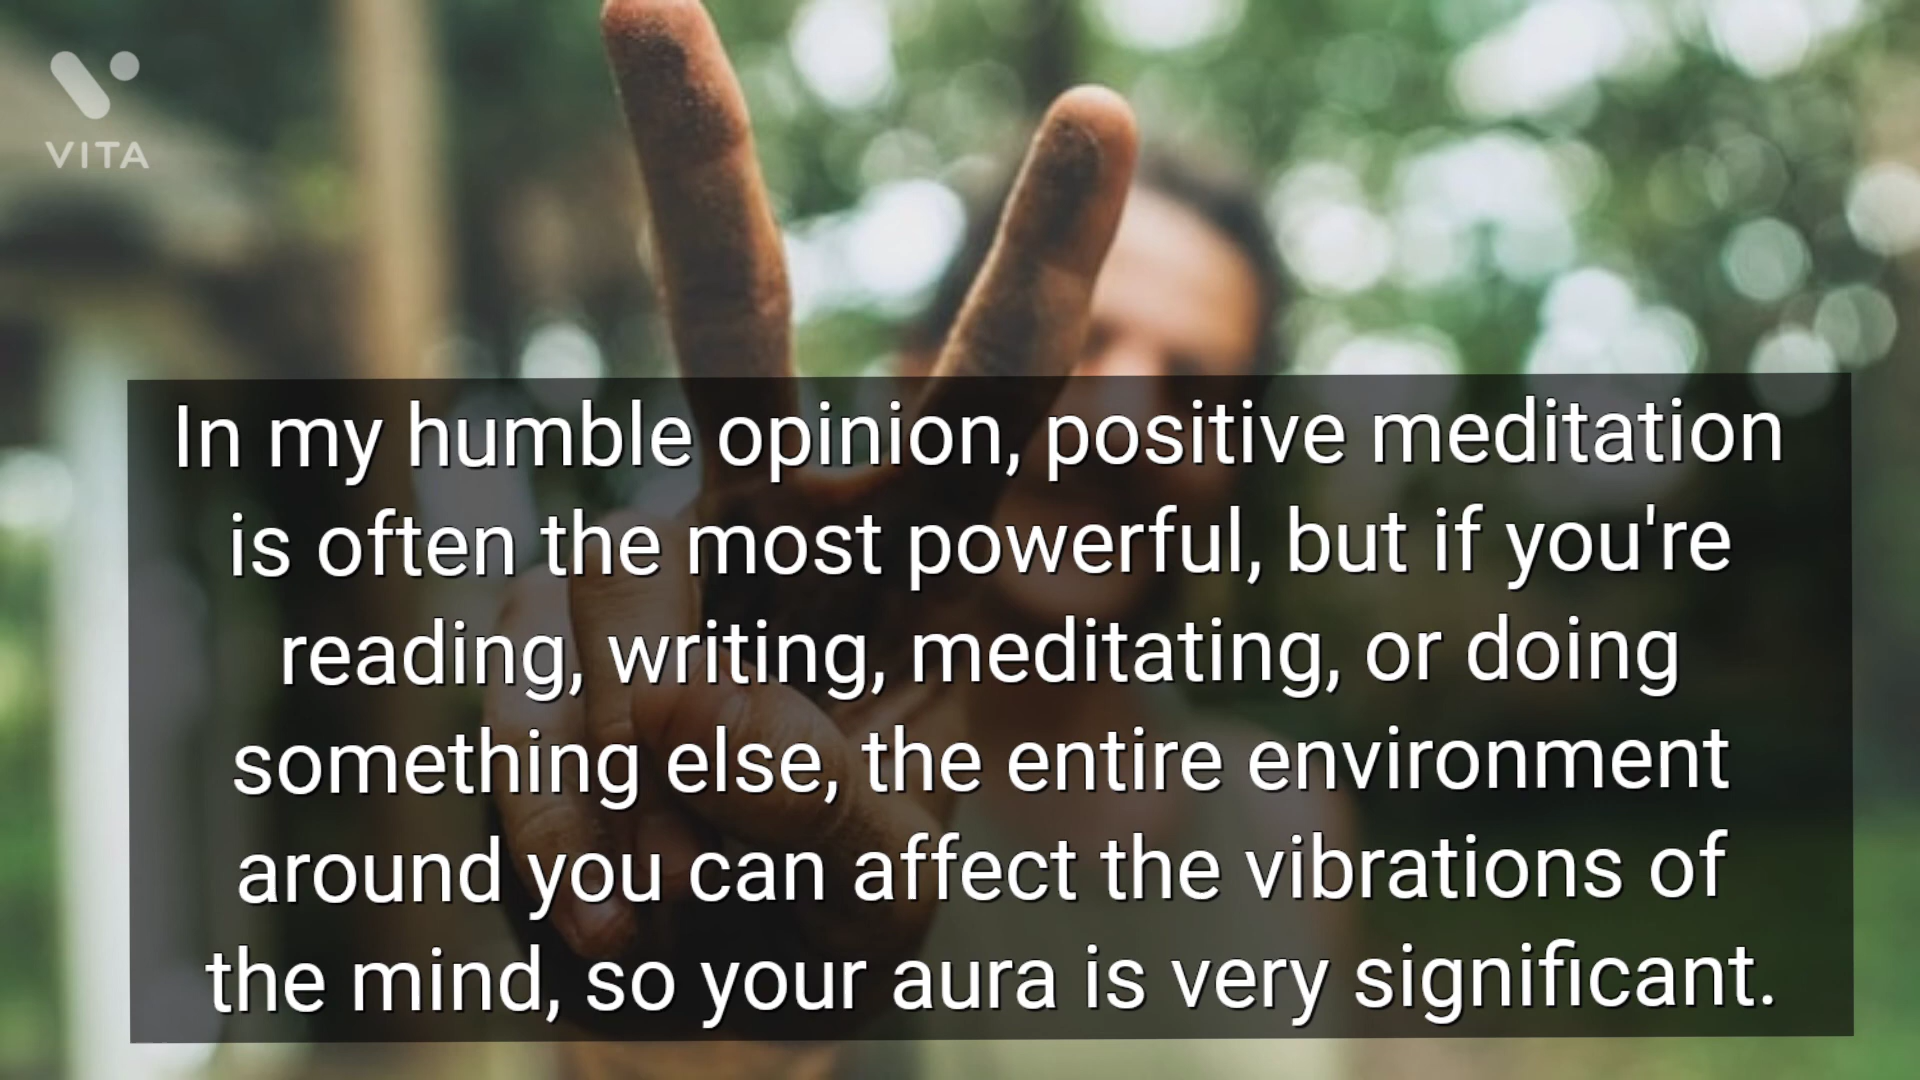 VITA
In my humble opinion, positive meditation
is often the most powerful, but if you're
reading, writing, meditating, or doing
something else, the entire environment
around you can affect the vibrations of
the mind, so your aura is very significant.